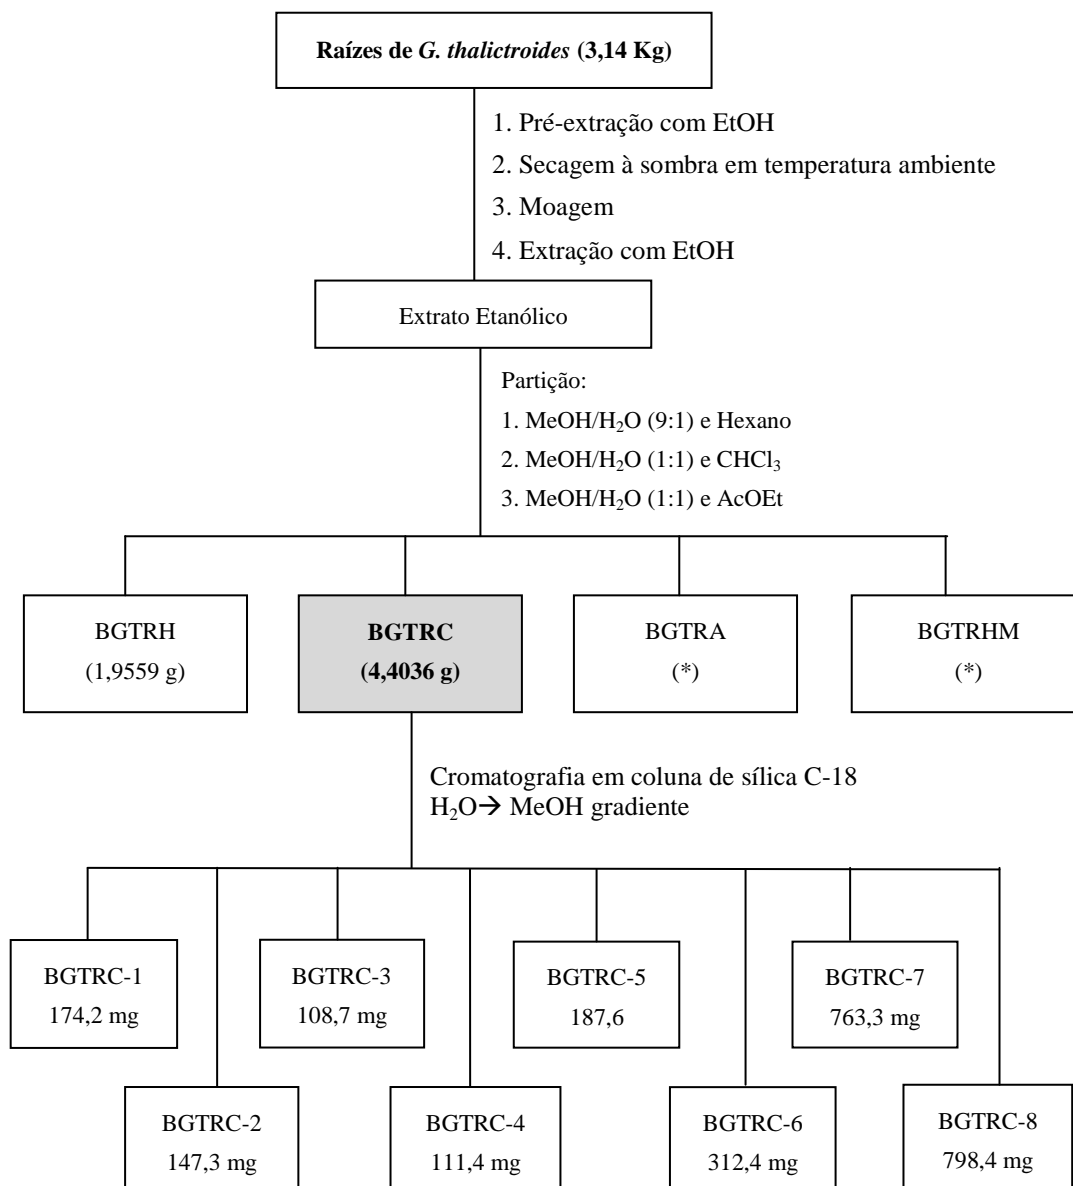 Raízes de G. thalictroides (3,14 Kg)
1. Pré-extração com EtOH
2. Secagem à sombra em temperatura ambiente
3. Moagem
4. Extração com EtOH
Extrato Etanólico
Partição:
1. MeOH/H₂O (9:1) e Hexano
2. MeOH/H₂O (1:1) e CHCl₃
3. MeOH/H₂O (1:1) e AcOEt
BGTRH
(1,9559 g)
BGTRC
(4,4036 g)
BGTRA
(*)
BGTRHM
(*)
Cromatografia em coluna de sílica C-18
H₂O→ MeOH gradiente
BGTRC-1
174,2 mg
BGTRC-3
108,7 mg
BGTRC-5
187,6
BGTRC-7
763,3 mg
BGTRC-2
147,3 mg
BGTRC-4
111,4 mg
BGTRC-6
312,4 mg
BGTRC-8
798,4 mg